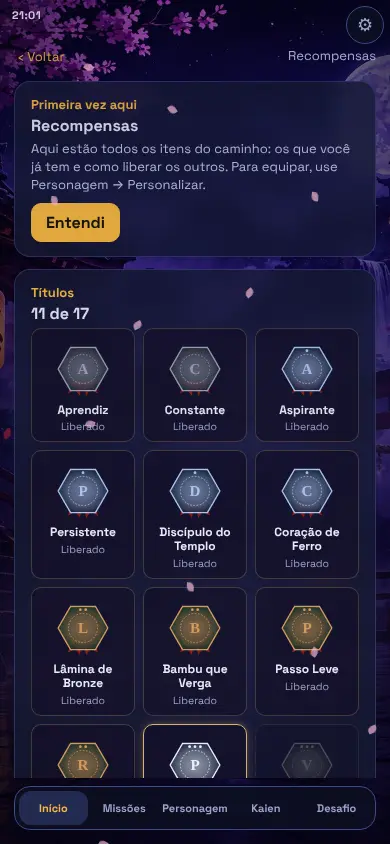 21:01
‹ Voltar
Recompensas
Primeira vez aqui
Recompensas
Aqui estão todos os itens do caminho: os que você
já tem e como liberar os outros. Para equipar, use
Personagem → Personalizar.
Entendi
Títulos
11 de 17
A
C
A
Aprendiz
Constante
Aspirante
Liberado
Liberado
Liberado
P
D
C
Persistente
Discípulo do
Templo
Coração de
Ferro
Liberado
Liberado
Liberado
L
B
P
Lâmina de
Bronze
Bambu que
Verga
Passo Leve
Liberado
Liberado
Liberado
R
P
V
Início
Missões
Personagem
Kaien
Desafio